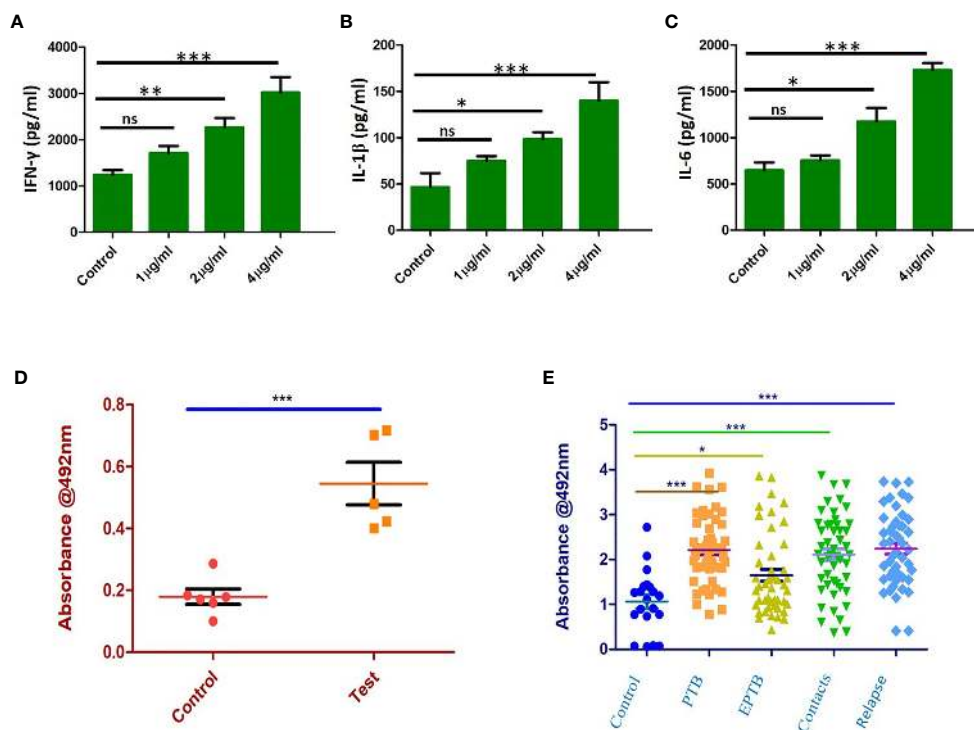 A
IFN-γ (pg/ml)
4000
3000
2000
1000
0
***
**
ns
Control
1µg/ml
2µg/ml
4µg/ml
B
IL-1β (pg/ml)
200
150
100
50
0
***
*
ns
Control
1µg/ml
2µg/ml
4µg/ml
C
IL-6 (pg/ml)
2000
1500
1000
500
0
***
*
ns
Control
1µg/ml
2µg/ml
4µg/ml
D
Absorbance @492nm
0.8
0.6
0.4
0.2
0.0
***
Control
Test
E
Absorbance @492nm
5
4
3
2
1
0
***
***
*
***
Control
PTB
EPTB
Contacts
Relapse